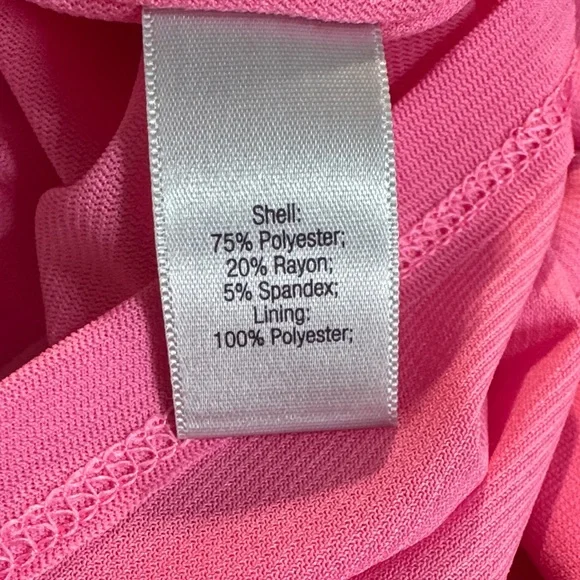 Shell:
75% Polyester;
20% Rayon;
5% Spandex;
Lining:
100% Polyester;